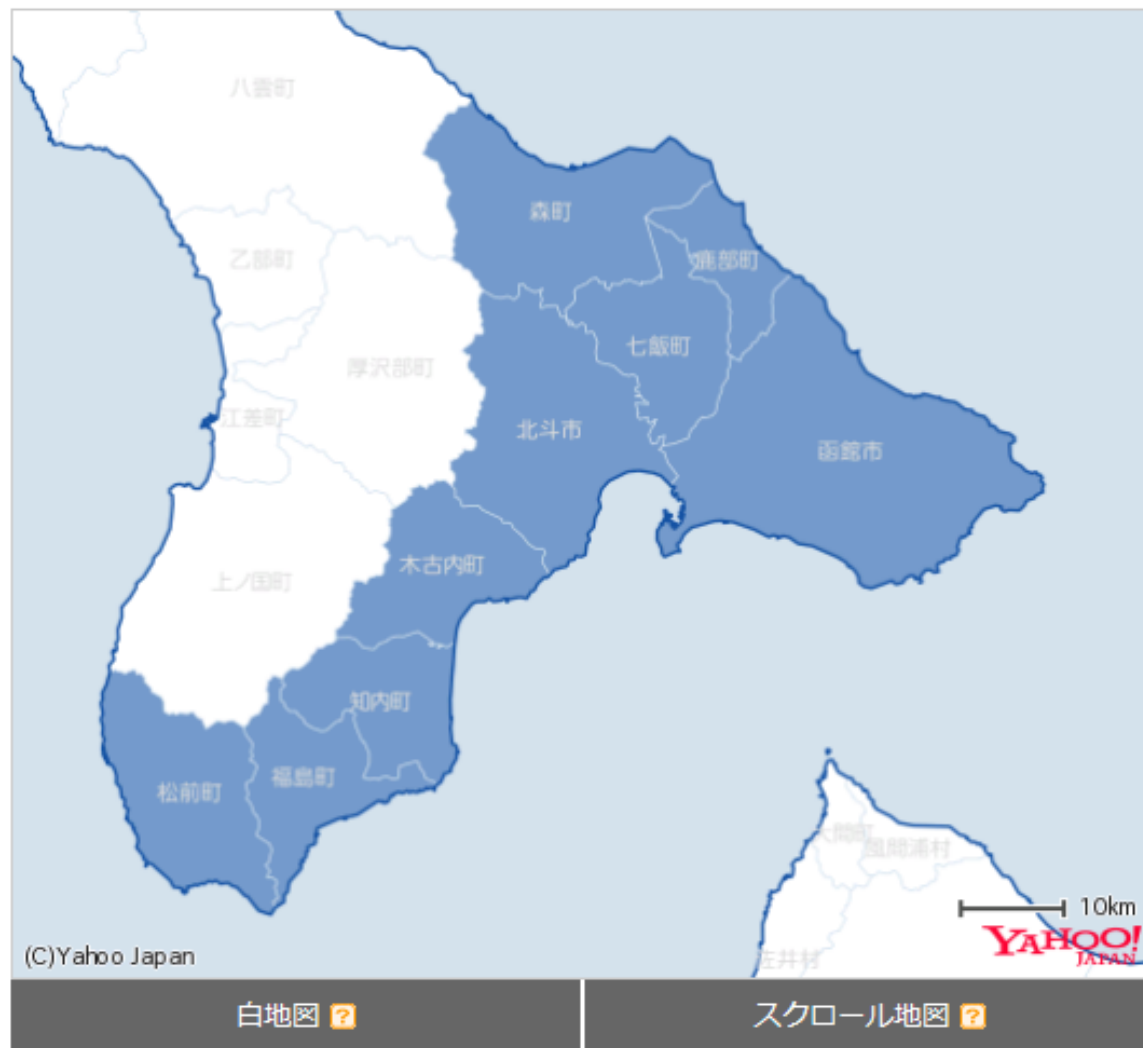 八雲町
森町
乙部町
鹿部町
七飯町
厚沢部町
江差町
北斗市
函館市
木古内町
上ノ国町
知内町
福島町
松前町
大間町
風間浦村
10km
YAHOO!
JAPAN
(C)Yahoo Japan
佐井村
白地図 ?
スクロール地図 ?